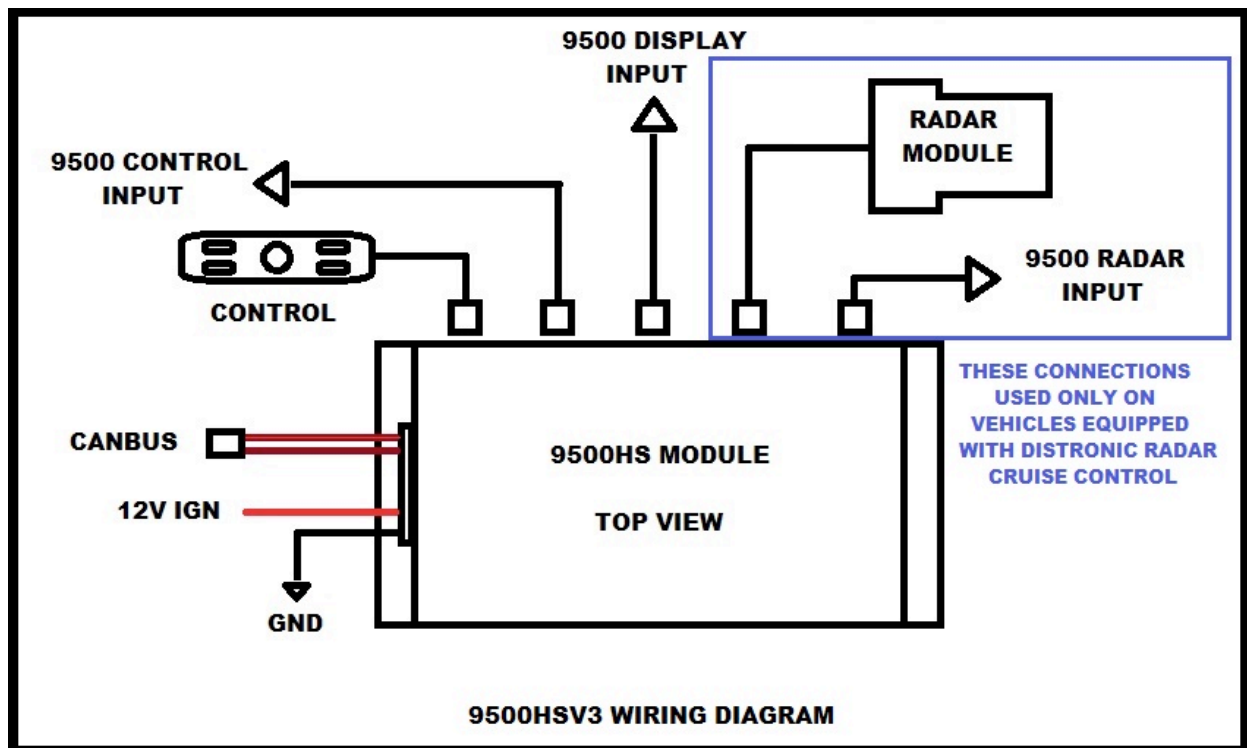 9500 DISPLAY
INPUT
RADAR
MODULE
9500 CONTROL
INPUT
9500 RADAR
INPUT
CONTROL
THESE CONNECTIONS
USED ONLY ON
VEHICLES EQUIPPED
WITH DISTRONIC RADAR
CRUISE CONTROL
CANBUS
9500HS MODULE
12V IGN
TOP VIEW
GND
9500HSV3 WIRING DIAGRAM